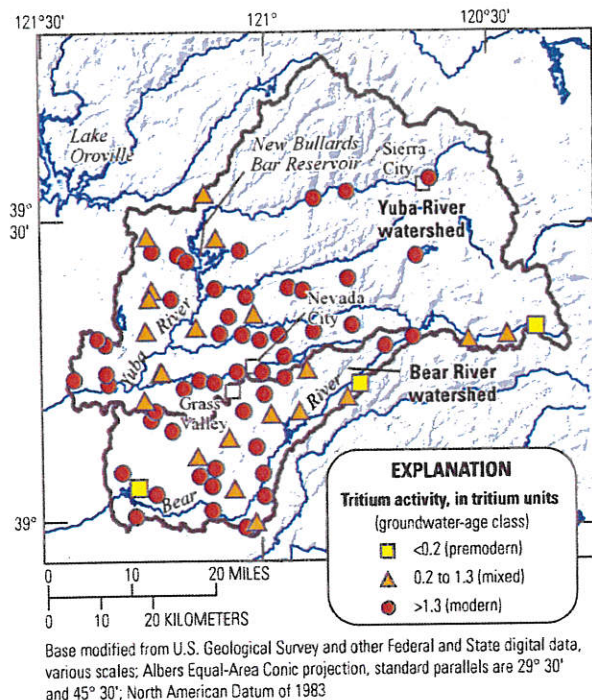 121°30'
121°
120°30'
Lake
Oroville
New Bullards
Bar Reservoir
Sierra
City
39°
30'
Yuba River
watershed
Nevada
City
Yuba River
Bear River
watershed
River
Grass
Valley
Bear
39°
EXPLANATION
Tritium activity, in tritium units
(groundwater-age class)
<0.2 (premodern)
0.2 to 1.3 (mixed)
>1.3 (modern)
0 10 20 MILES
0 10 20 KILOMETERS
Base modified from U.S. Geological Survey and other Federal and State digital data,
various scales; Albers Equal-Area Conic projection, standard parallels are 29° 30'
and 45° 30'; North American Datum of 1983